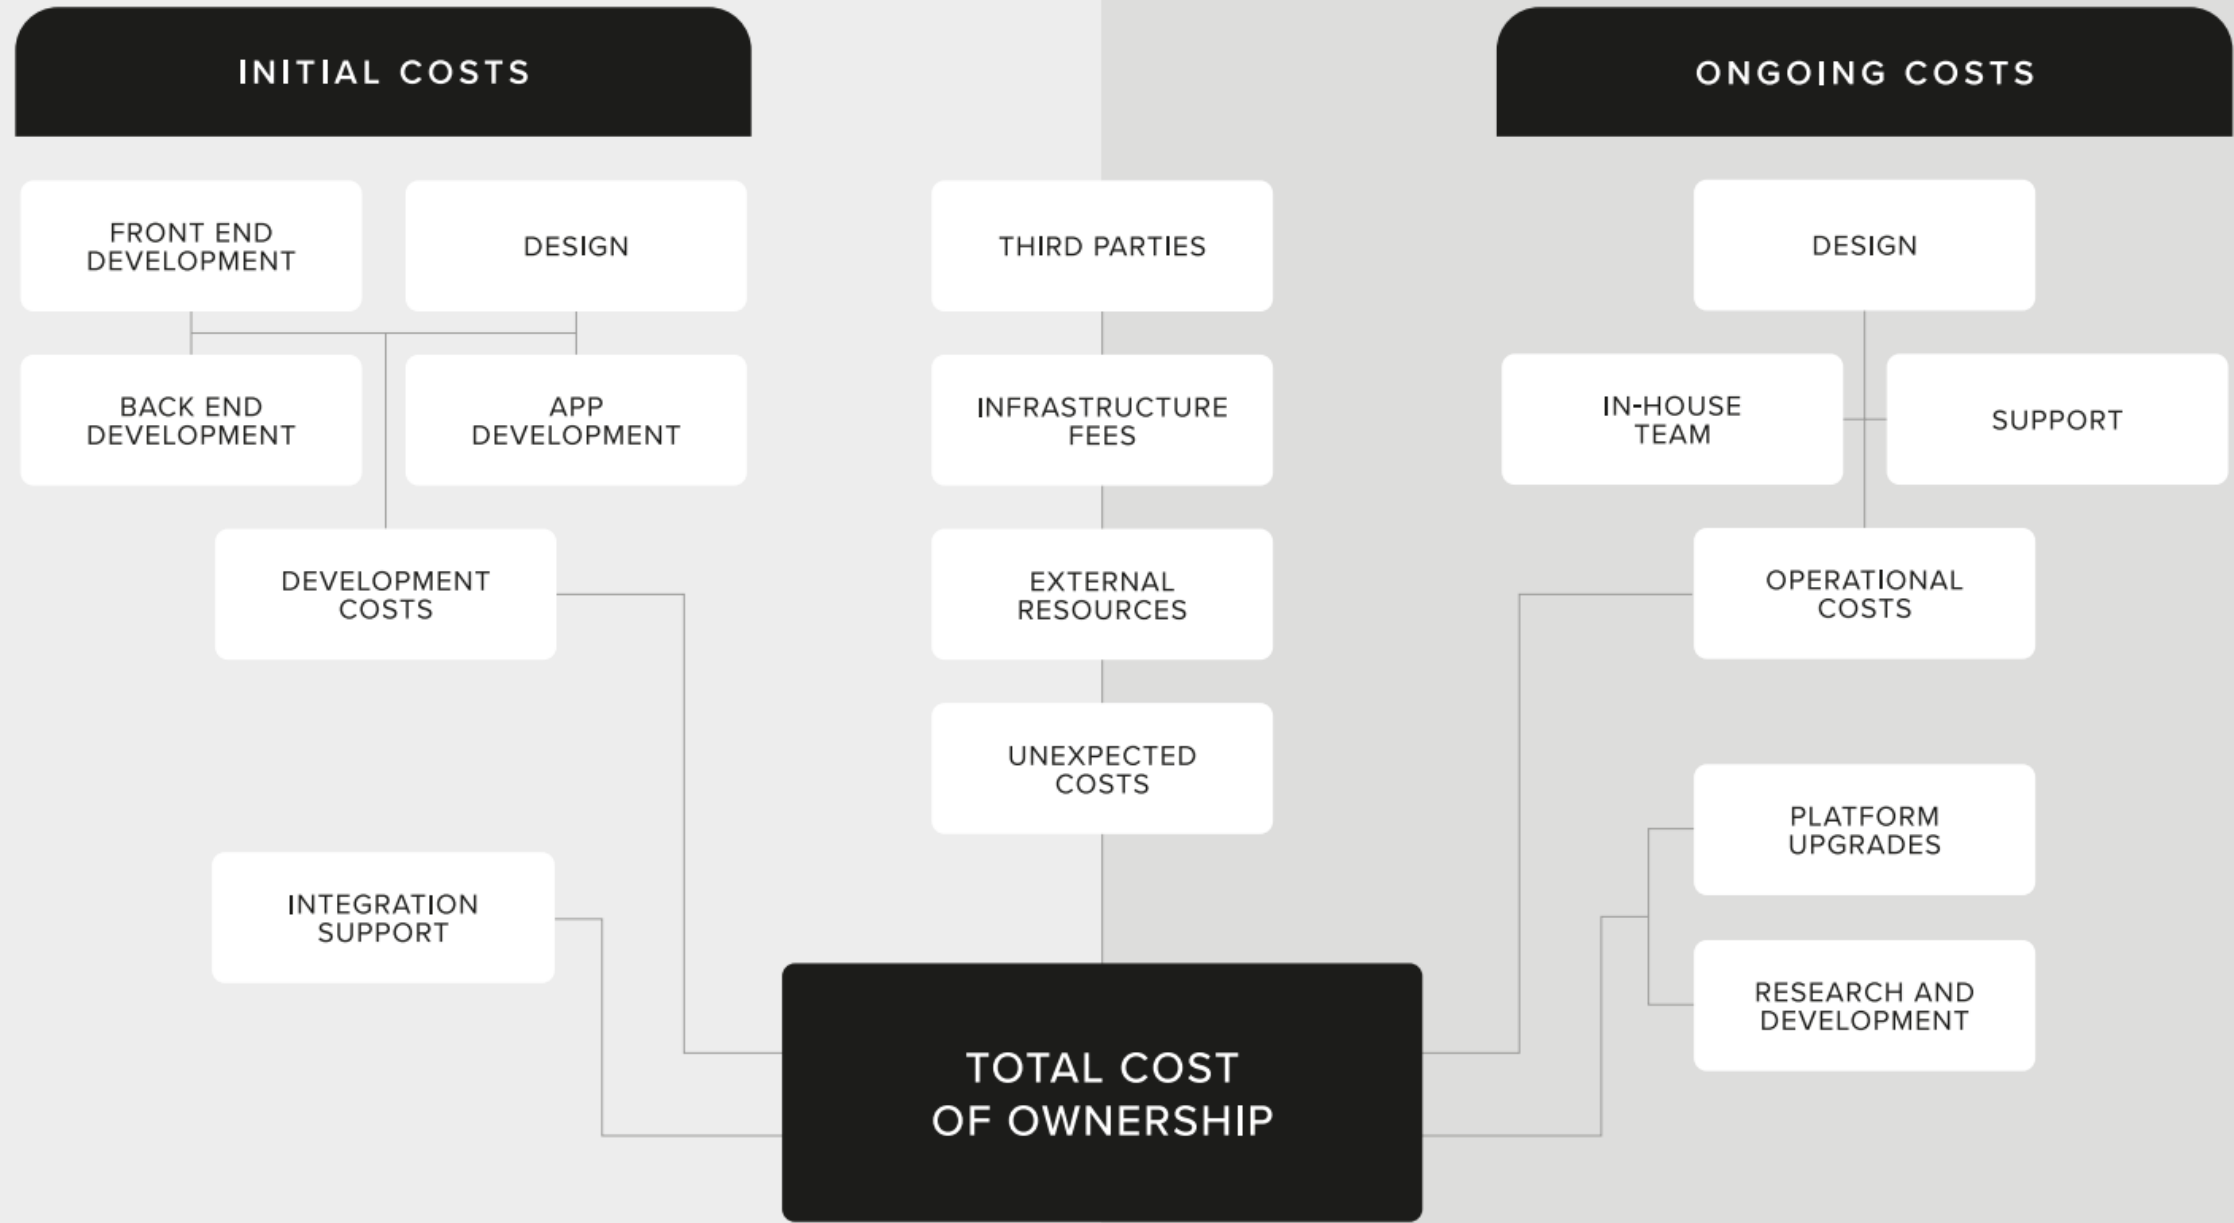 INITIAL COSTS
ONGOING COSTS
FRONT END
DEVELOPMENT
DESIGN
BACK END
DEVELOPMENT
APP
DEVELOPMENT
DEVELOPMENT
COSTS
INTEGRATION
SUPPORT
THIRD PARTIES
INFRASTRUCTURE
FEES
EXTERNAL
RESOURCES
UNEXPECTED
COSTS
DESIGN
IN-HOUSE
TEAM
SUPPORT
OPERATIONAL
COSTS
PLATFORM
UPGRADES
RESEARCH AND
DEVELOPMENT
TOTAL COST
OF OWNERSHIP